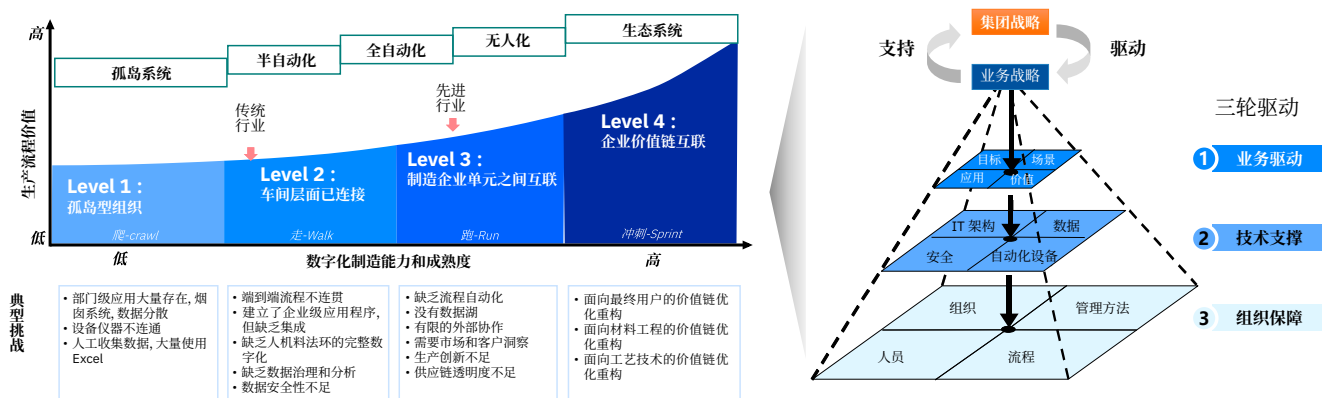 高
孤岛系统
半自动化
全自动化
无人化
生态系统
传统
行业
先进
行业
生产流程价值
Level 1：
孤岛型组织
Level 2：
车间层面已连接
Level 3：
制造企业单元之间互联
Level 4：
企业价值链互联
爬-crawl
走-Walk
跑-Run
冲刺-Sprint
低
低
数字化制造能力和成熟度
高
典型挑战
• 部门级应用大量存在, 烟
囱系统, 数据分散
• 设备仪器不连通
• 人工收集数据, 大量使用
Excel
• 端到端流程不连贯
• 建立了企业级应用程序,
但缺乏集成
• 缺乏人机料法环的完整数
字化
• 缺乏数据治理和分析
• 数据安全性不足
• 缺乏流程自动化
• 没有数据湖
• 有限的外部协作
• 需要市场和客户洞察
• 生产创新不足
• 供应链透明度不足
• 面向最终用户的价值链优
化重构
• 面向材料工程的价值链优
化重构
• 面向工艺技术的价值链优
化重构
集团战略
支持
驱动
业务战略
三轮驱动
目标
场景
应用
价值
1 业务驱动
IT 架构
数据
安全
自动化设备
2 技术支撑
组织
管理方法
人员
流程
3 组织保障